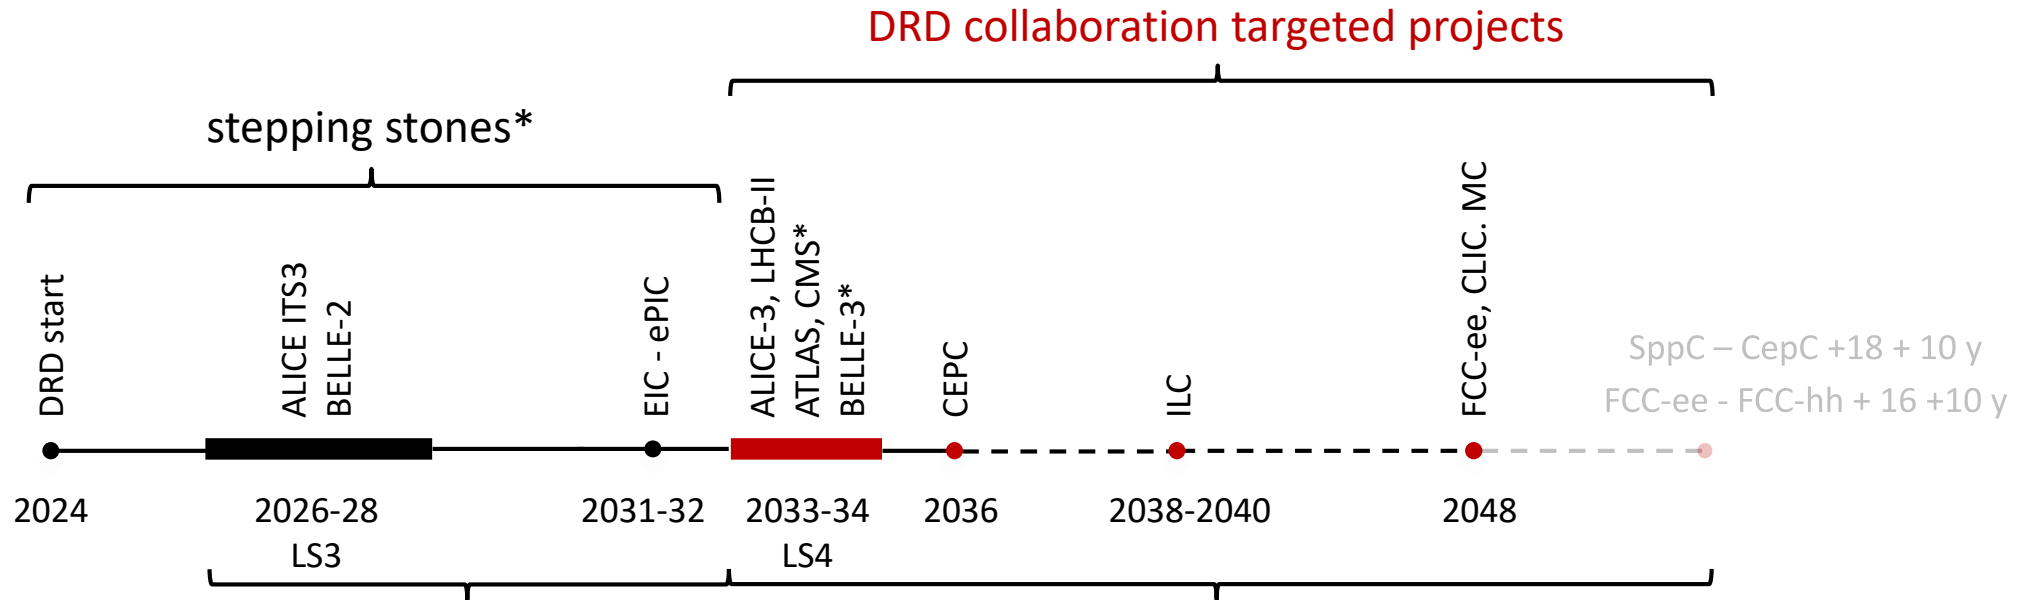 DRD collaboration targeted projects
stepping stones*
DRD start
ALICE ITS3
BELLE-2
EIC - ePIC
ALICE-3, LHCB-II
ATLAS, CMS*
BELLE-3*
CEPC
ILC
FCC-ee, CLIC. MC
SppC – CepC +18 + 10 y
FCC-ee - FCC-hh + 16 +10 y
2024
2026-28
2031-32
2033-34
2036
2038-2040
2048
LS3
LS4